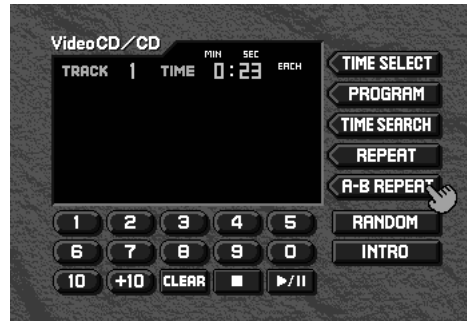 VideoCD/CD
MIN SEC
TRACK 1 TIME 0:23 EACH
TIME SELECT
PROGRAM
TIME SEARCH
REPEAT
A-B REPEAT
1 2 3 4 5 RANDOM
6 7 8 9 0 INTRO
10 +10 CLEAR ■ ▶/II